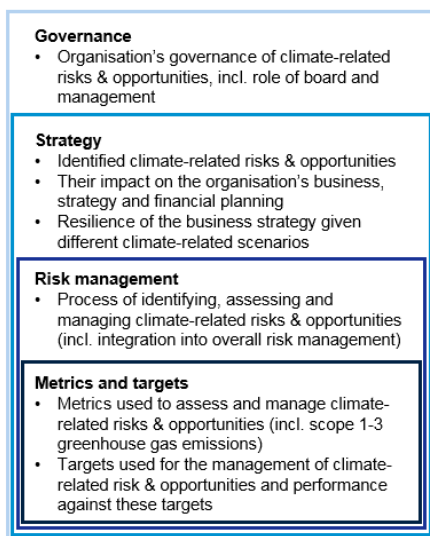 Governance
• Organisation's governance of climate-related
risks & opportunities, incl. role of board and
management
Strategy
• Identified climate-related risks & opportunities
• Their impact on the organisation's business,
strategy and financial planning
• Resilience of the business strategy given
different climate-related scenarios
Risk management
• Process of identifying, assessing and
managing climate-related risks & opportunities
(incl. integration into overall risk management)
Metrics and targets
• Metrics used to assess and manage climate-
related risks & opportunities (incl. scope 1-3
greenhouse gas emissions)
• Targets used for the management of climate-
related risk & opportunities and performance
against these targets